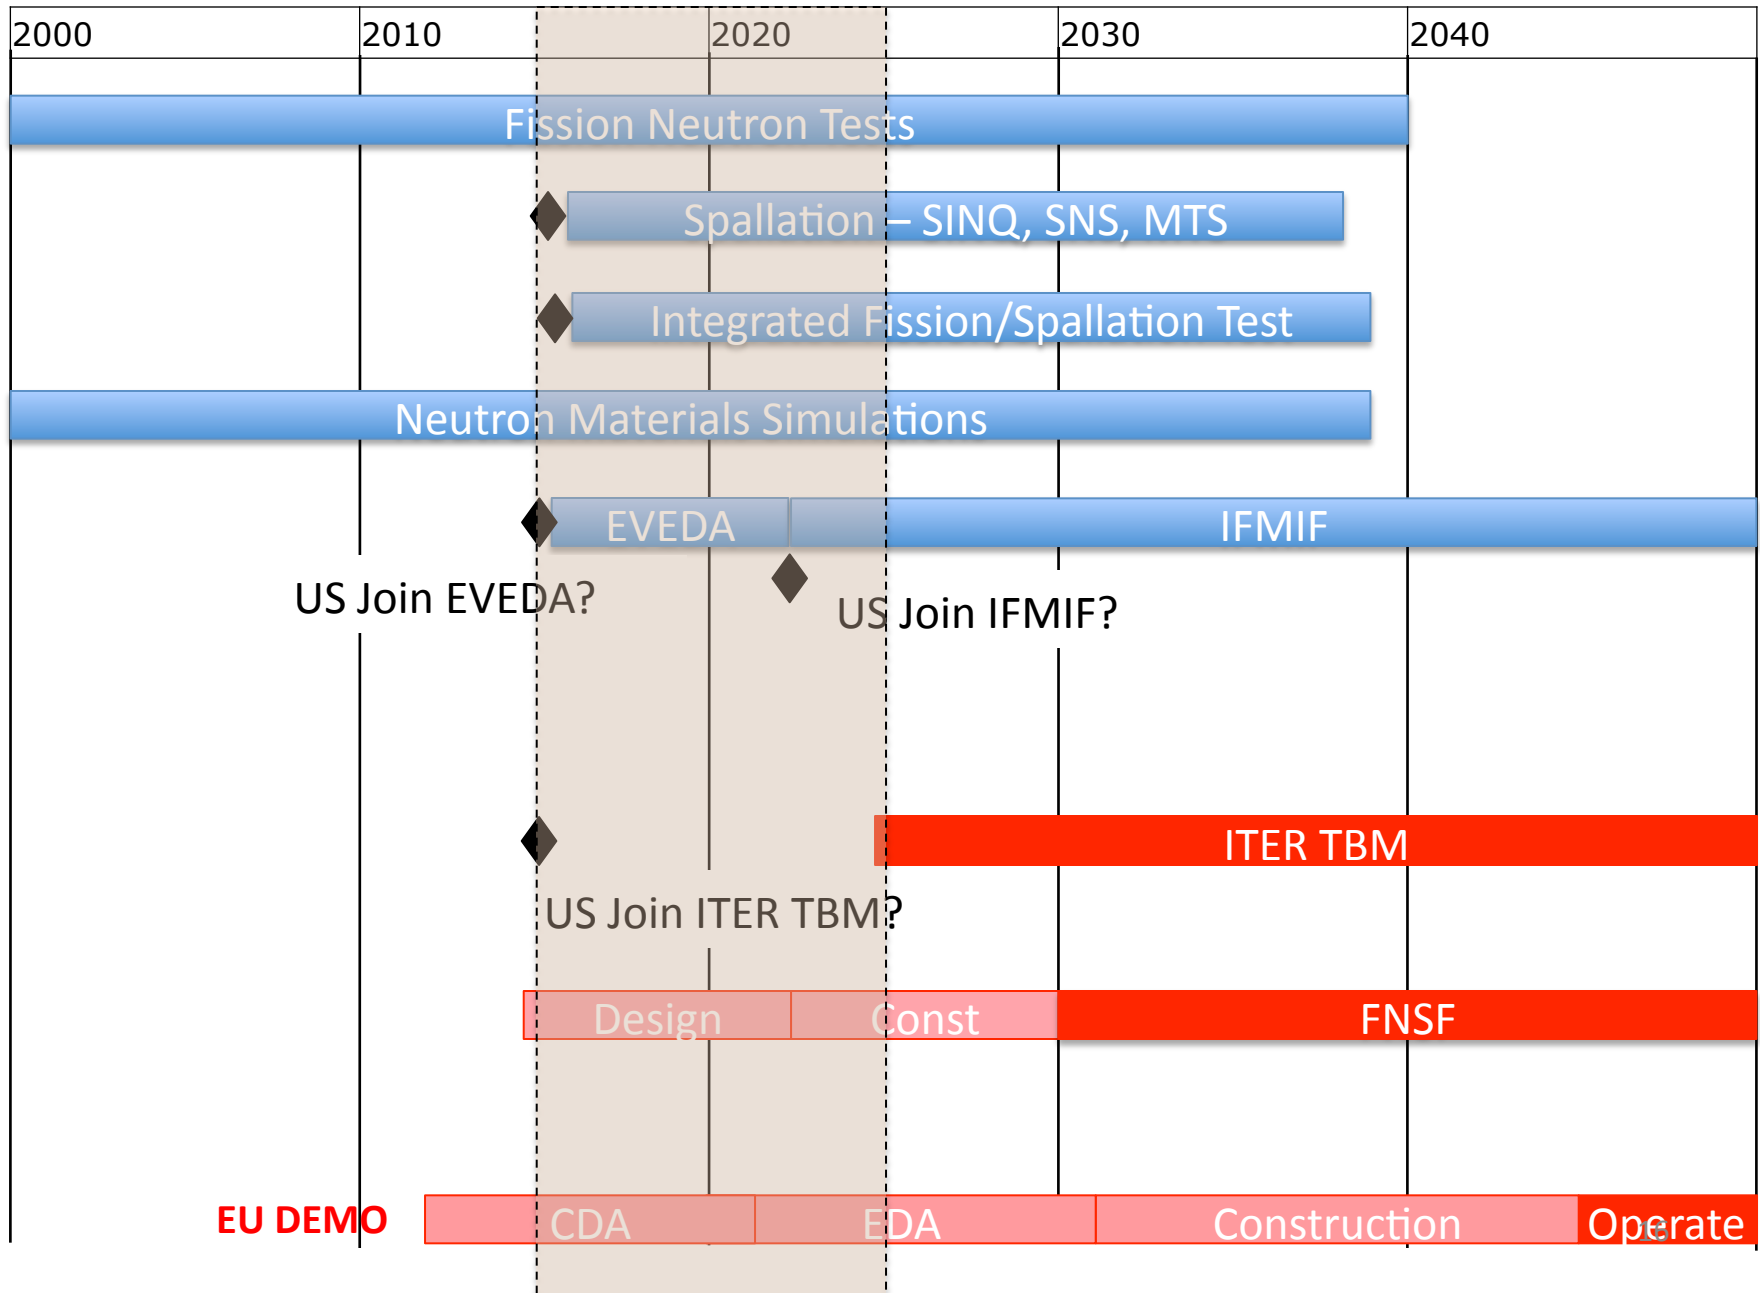 2000 2010 2020 2030 2040
Fission Neutron Tests
Spallation – SINQ, SNS, MTS
Integrated Fission/Spallation Test
Neutron Materials Simulations
EVEDA IFMIF
US Join EVEDA?
US Join IFMIF?
ITER TBM
US Join ITER TBM?
Design Const FNSF
EU DEMO CDA EDA Construction Operate
16